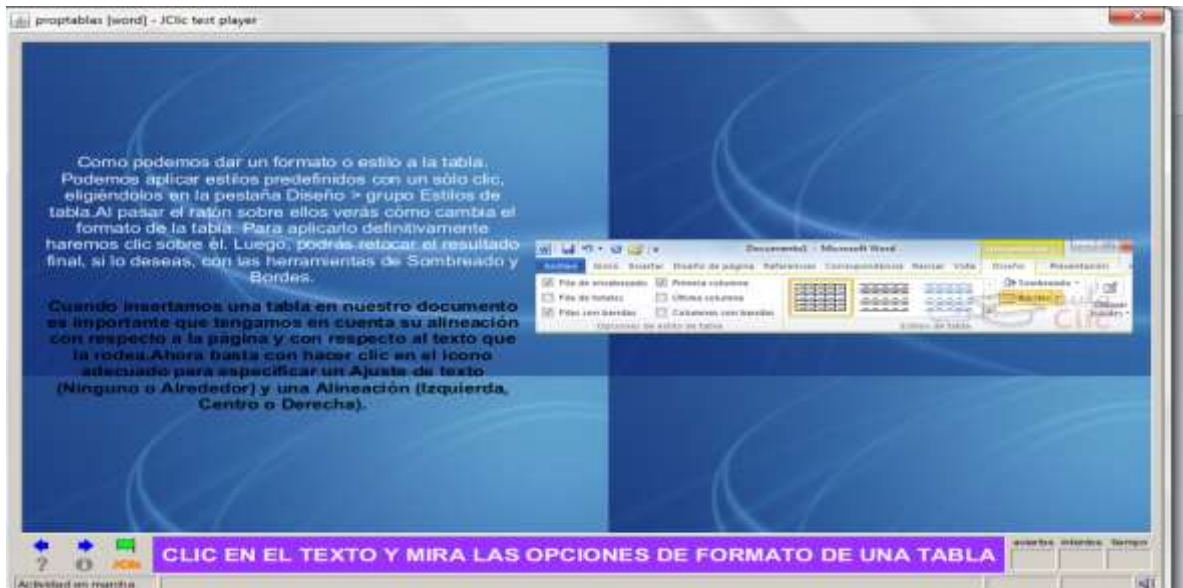 proptablas [word] - JClic test player
Como podemos dar un formato o estilo a la tabla.
Podemos aplicar estilos predefinidos con un sólo clic,
eligiéndolos en la pestaña Diseño > grupo Estilos de
tabla.Al pasar el ratón sobre ellos verás cómo cambia el
formato de la tabla. Para aplicarlo definitivamente
haremos clic sobre él. Luego, podrás retocar el resultado
final, si lo deseas, con las herramientas de Sombreado y
Bordes.
Cuando insertamos una tabla en nuestro documento
es importante que tengamos en cuenta su alineación
con respecto a la página y con respecto al texto que
la rodea.Ahora basta con hacer clic en el icono
adecuado para especificar un Ajuste de texto
(Ninguno o Alrededor) y una Alineación (Izquierda,
Centro o Derecha).
Documento1 - Microsoft Word
Archivo Inicio Insertar Diseño de página Referencias Correspondencia Revisar Vista Diseño Presentación
Fila de encabezado Primera columna
Fila de totales Última columna
Filas con bandas Columnas con bandas
Opciones de estilo de tabla
Estilos de tabla
Sombreado
Bordes
Clic
CLIC EN EL TEXTO Y MIRA LAS OPCIONES DE FORMATO DE UNA TABLA
aciertos intentos tiempo
JClic
Actividad en marcha